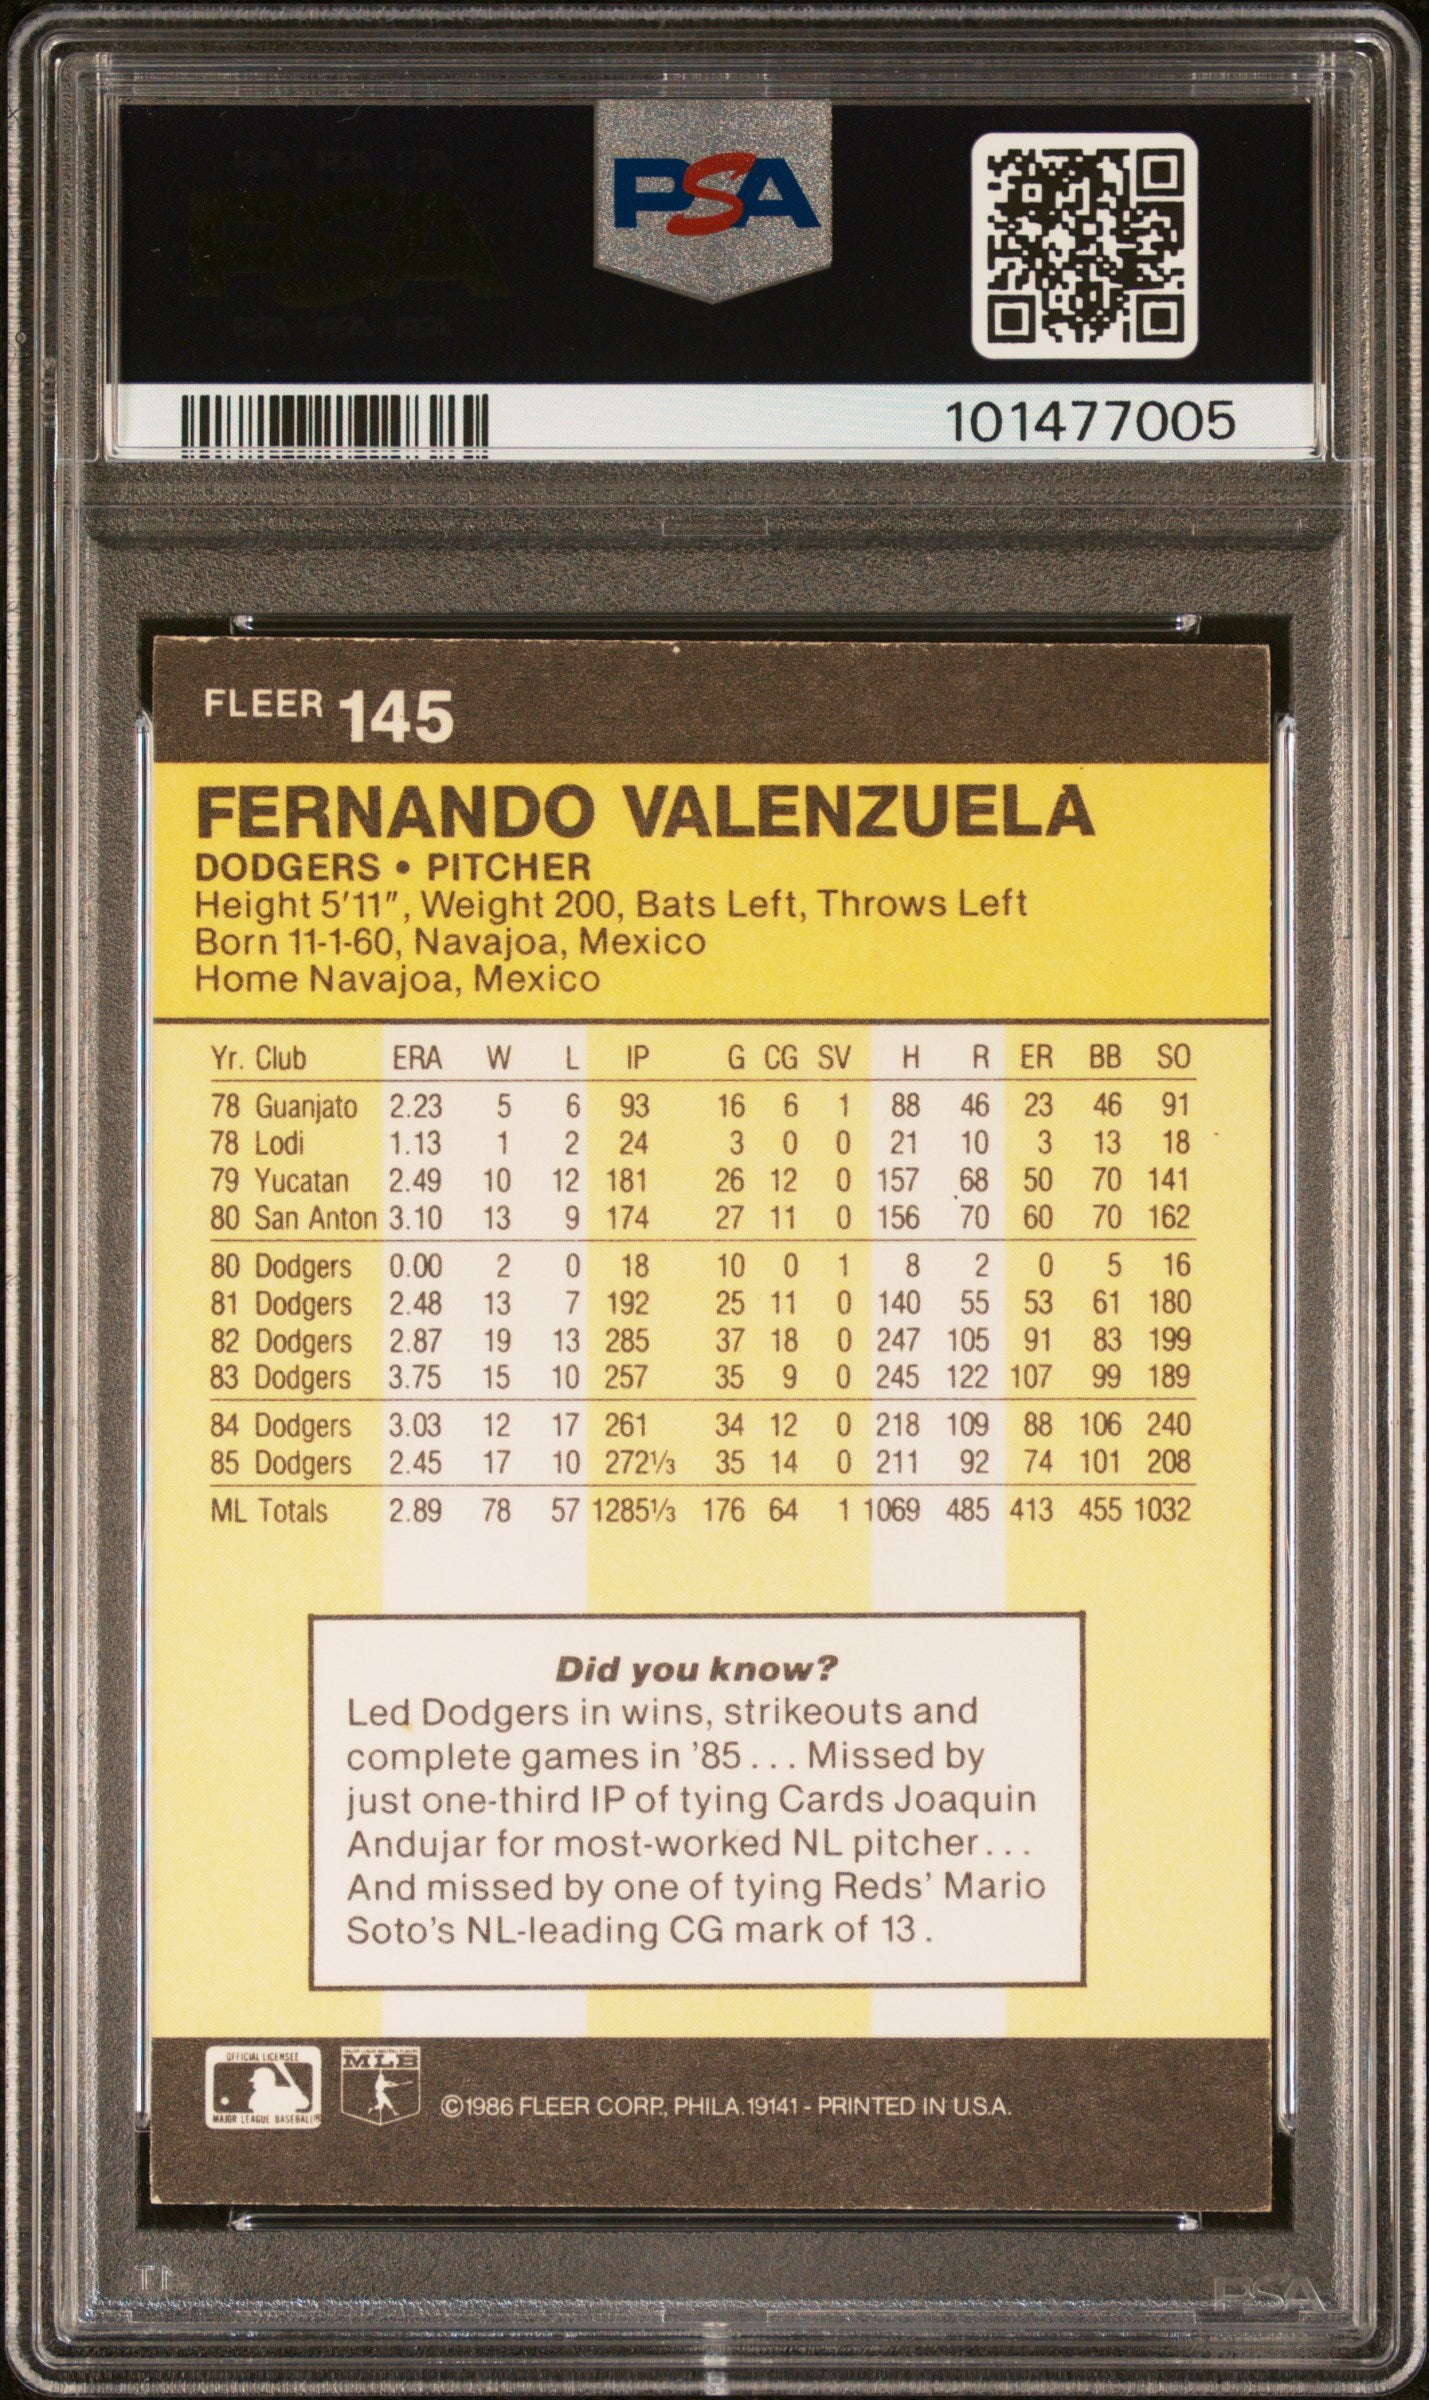 PSA
101477005
FLEER 145
FERNANDO VALENZUELA
DODGERS • PITCHER
Height 5'11", Weight 200, Bats Left, Throws Left
Born 11-1-60, Navajoa, Mexico
Home Navajoa, Mexico
Yr. Club ERA W L IP G CG SV H R ER BB SO
78 Guanjato 2.23 5 6 93 16 6 1 88 46 23 46 91
78 Lodi 1.13 1 2 24 3 0 0 21 10 3 13 18
79 Yucatan 2.49 10 12 181 26 12 0 157 68 50 70 141
80 San Anton 3.10 13 9 174 27 11 0 156 70 60 70 162
80 Dodgers 0.00 2 0 18 10 0 1 8 2 0 5 16
81 Dodgers 2.48 13 7 192 25 11 0 140 55 53 61 180
82 Dodgers 2.87 19 13 285 37 18 0 247 105 91 83 199
83 Dodgers 3.75 15 10 257 35 9 0 245 122 107 99 189
84 Dodgers 3.03 12 17 261 34 12 0 218 109 88 106 240
85 Dodgers 2.45 17 10 272⅓ 35 14 0 211 92 74 101 208
ML Totals 2.89 78 57 1285⅓ 176 64 1 1069 485 413 455 1032
Did you know?
Led Dodgers in wins, strikeouts and
complete games in '85... Missed by
just one-third IP of tying Cards Joaquin
Andujar for most-worked NL pitcher...
And missed by one of tying Reds' Mario
Soto's NL-leading CG mark of 13.
OFFICIAL LICENSEE
MAJOR LEAGUE BASEBALL®
MLB
©1986 FLEER CORP., PHILA. 19141 - PRINTED IN U.S.A.
PSA